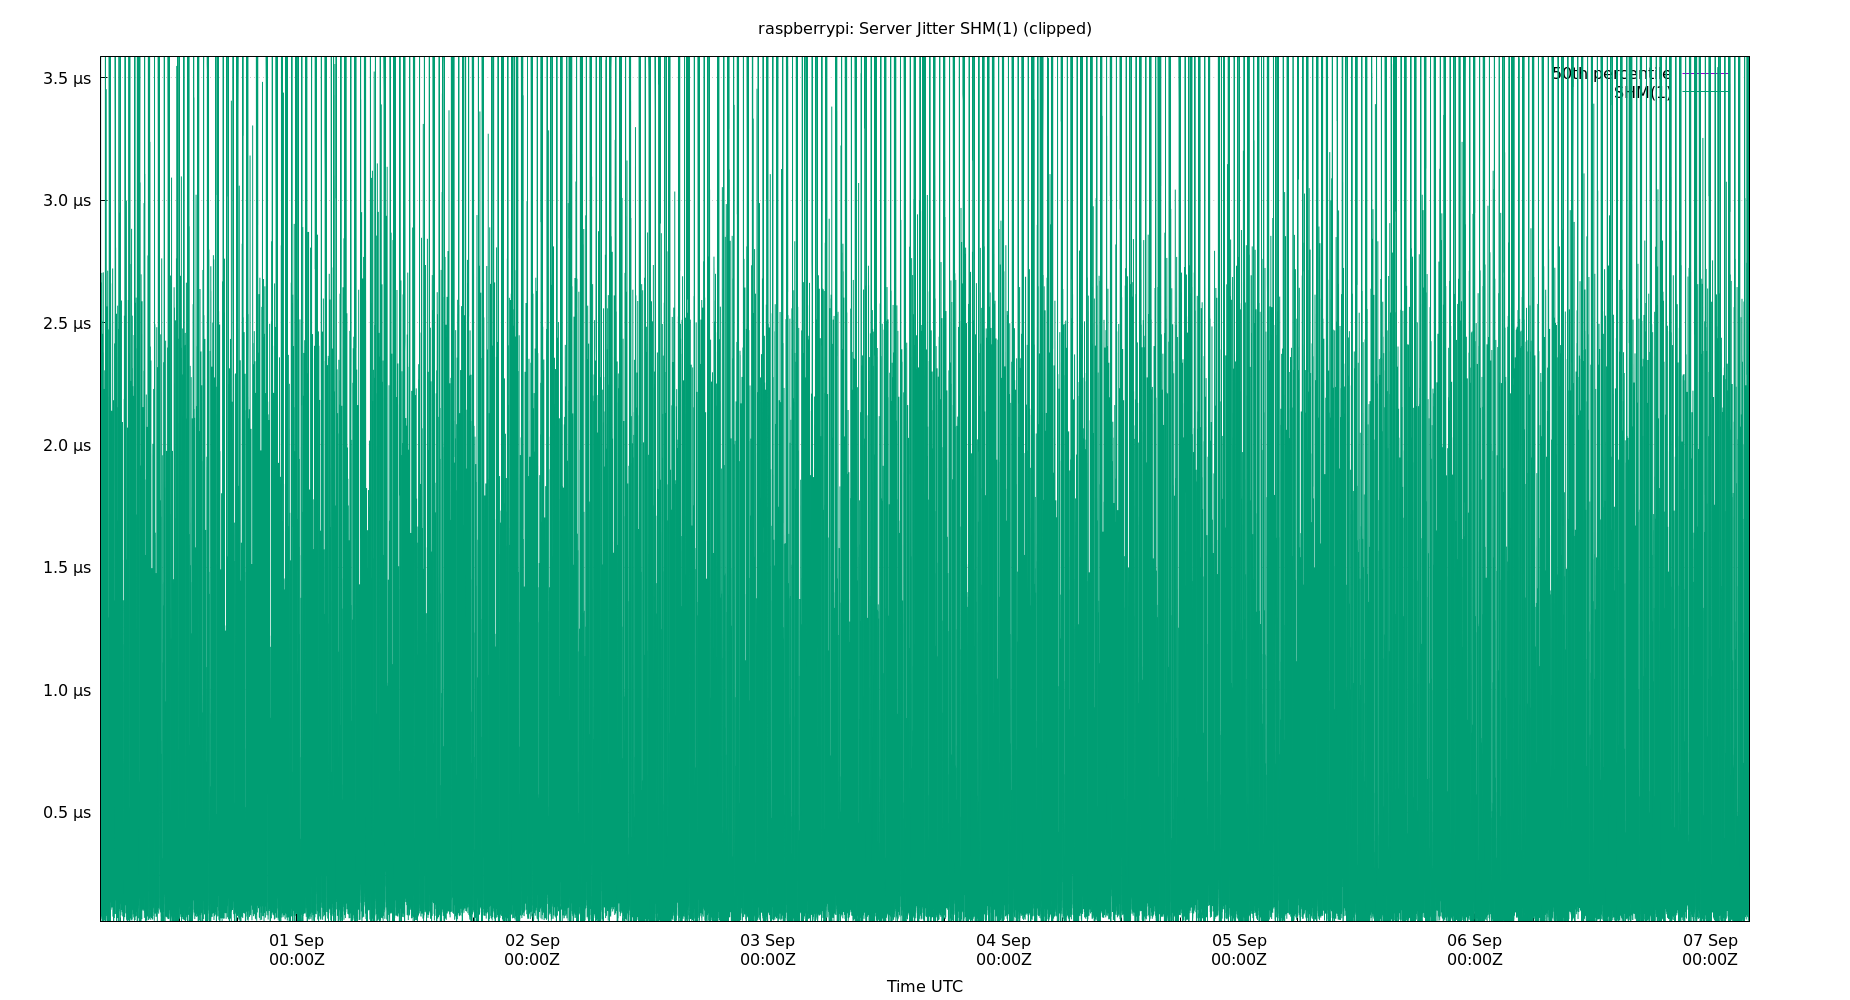 raspberrypi: Server Jitter SHM(1) (clipped)
3.5 µs
50th percentile
SHM(1)
3.0 µs
2.5 µs
2.0 µs
1.5 µs
1.0 µs
0.5 µs
01 Sep 02 Sep 03 Sep 04 Sep 05 Sep 06 Sep 07 Sep
00:00Z 00:00Z 00:00Z 00:00Z 00:00Z 00:00Z 00:00Z
Time UTC